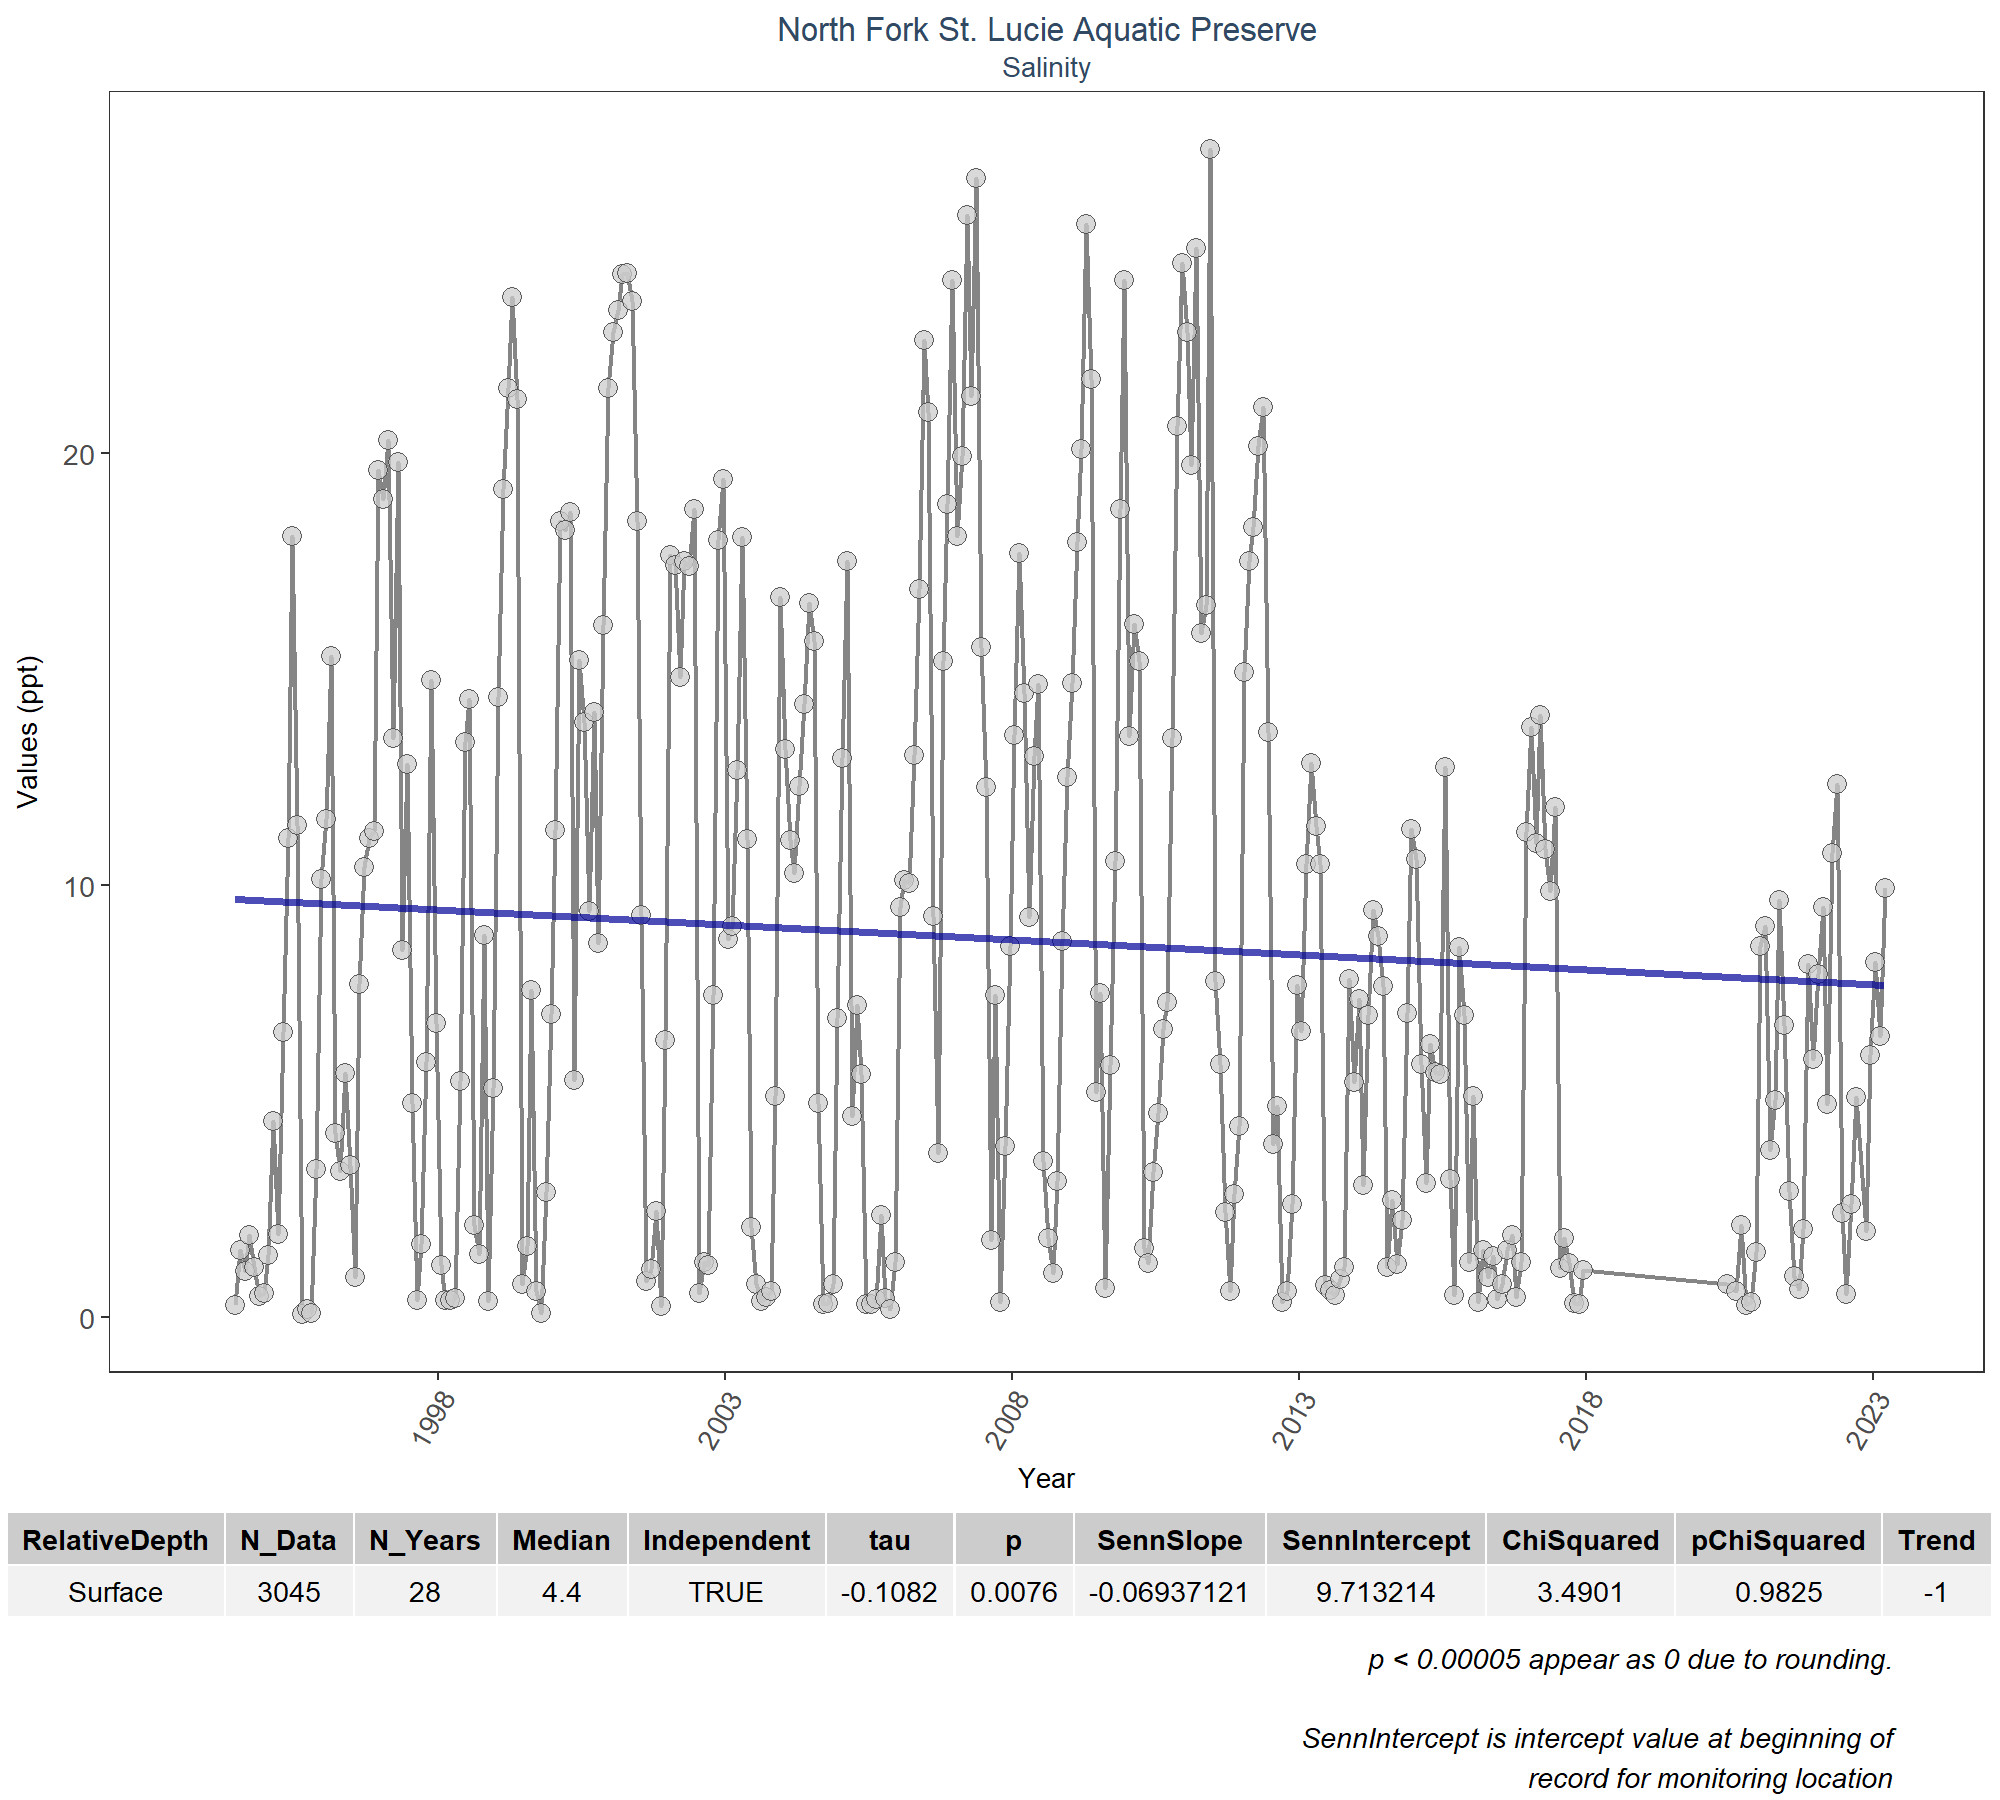 North Fork St. Lucie Aquatic Preserve
Salinity
Values (ppt)
20
10
0
1998
2003
2008
2013
2018
2023
Year
RelativeDepth N_Data N_Years Median Independent tau p SennSlope SennIntercept ChiSquared pChiSquared Trend
Surface 3045 28 4.4 TRUE -0.1082 0.0076 -0.06937121 9.713214 3.4901 0.9825 -1
p < 0.00005 appear as 0 due to rounding.
SennIntercept is intercept value at beginning of
record for monitoring location